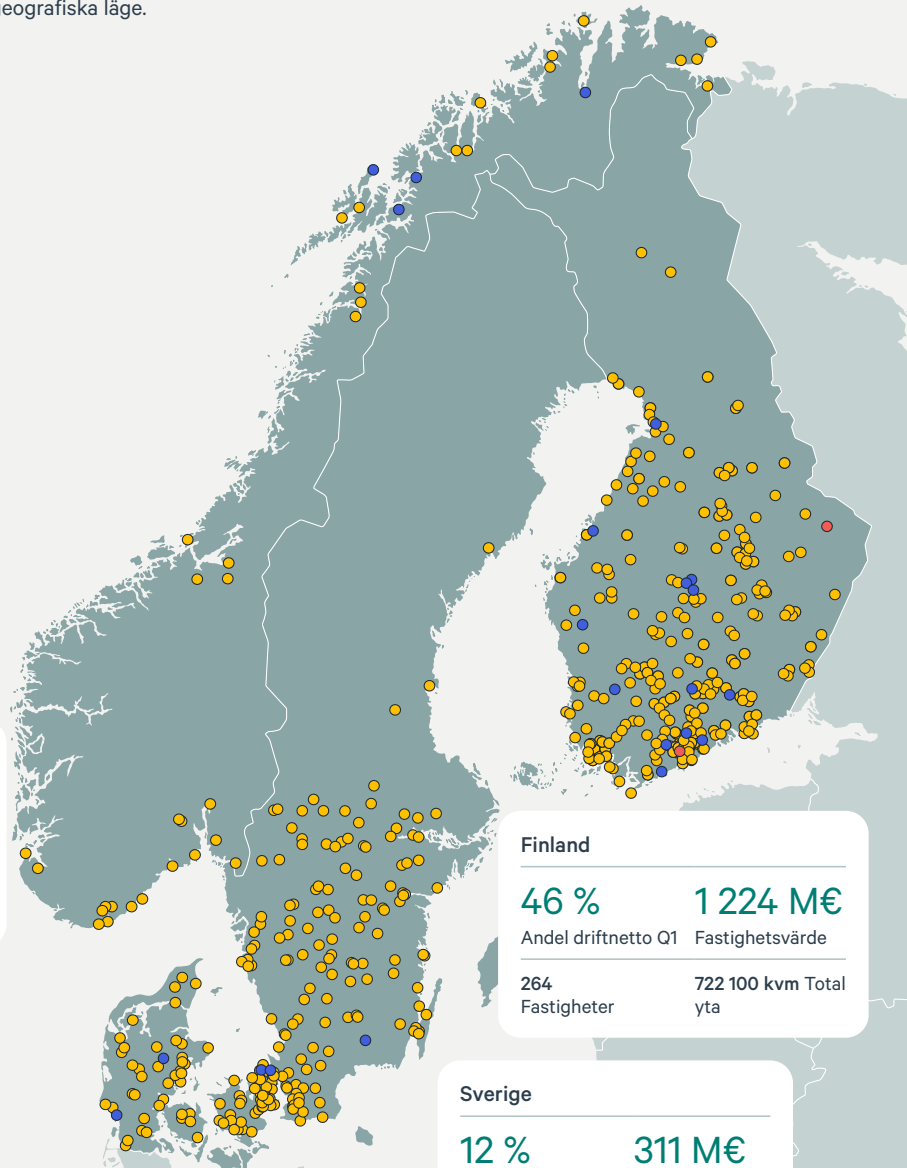 geografiska läge.
Finland
46 % 1 224 M€
Andel driftnetto Q1 Fastighetsvärde
264 722 100 kvm Total
Fastigheter yta
Sverige
12 % 311 M€